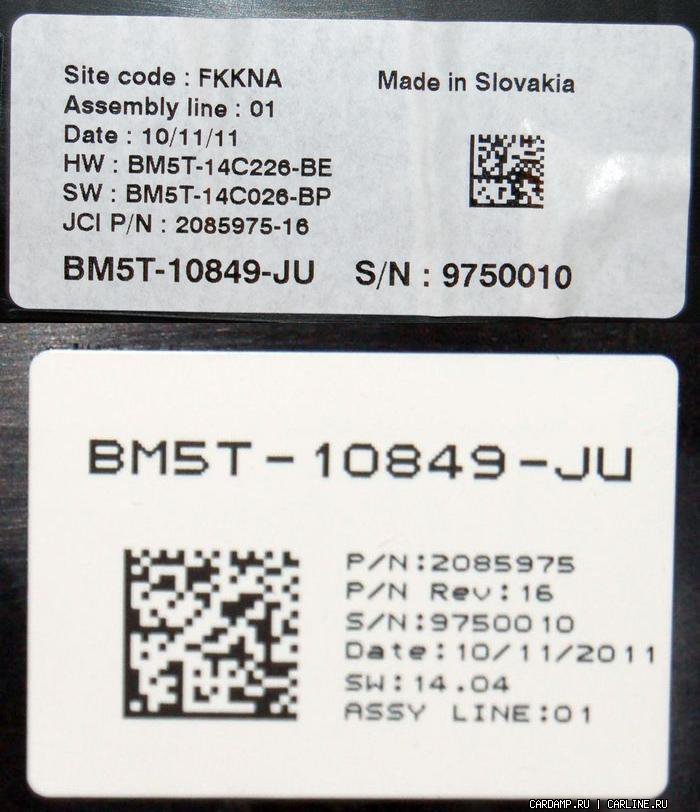 Site code : FKKNA
Made in Slovakia
Assembly line : 01
Date : 10/11/11
HW : BM5T-14C226-BE
SW : BM5T-14C026-BP
JCI P/N : 2085975-16
BM5T-10849-JU S/N : 9750010
BM5T-10849-JU
P/N:2085975
P/N Rev:16
S/N:9750010
Date:10/11/2011
SW:14.04
ASSY LINE:01
CARDAMP.RU | CARLINE.RU